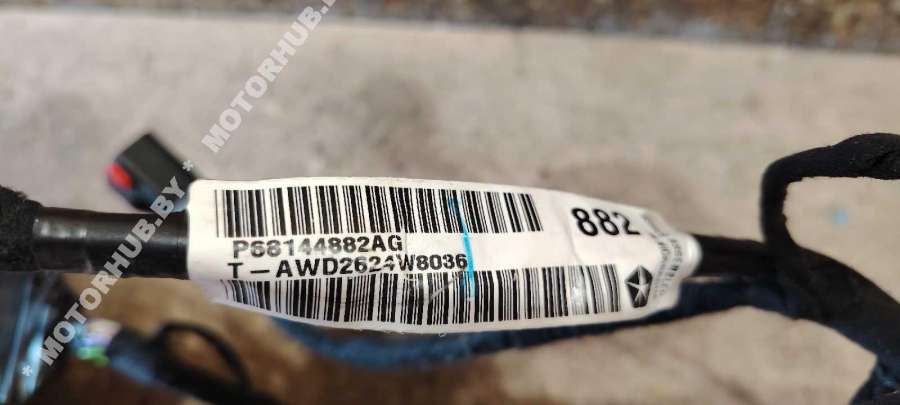 * MOTORHUB.BY * MOTORHUB.BY
P68144882AG
T-AWD2624W8036
882